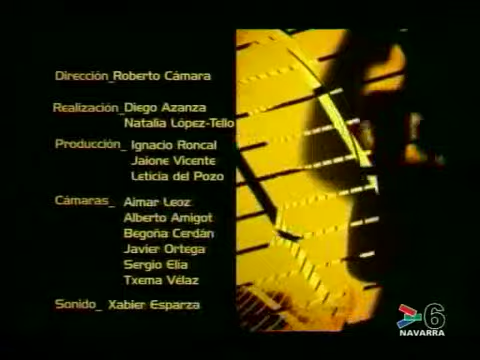 Dirección_Roberto Cámara
Realización_Diego Azanza
Natalia López-Tello
Producción_ Ignacio Roncal
Jaione Vicente
Leticia del Pozo
Cámaras_ Aimar Leoz
Alberto Amigot
Begoña Cerdán
Javier Ortega
Sergio Elía
Txema Vélaz
Sonido_ Xabier Esparza
6
NAVARRA